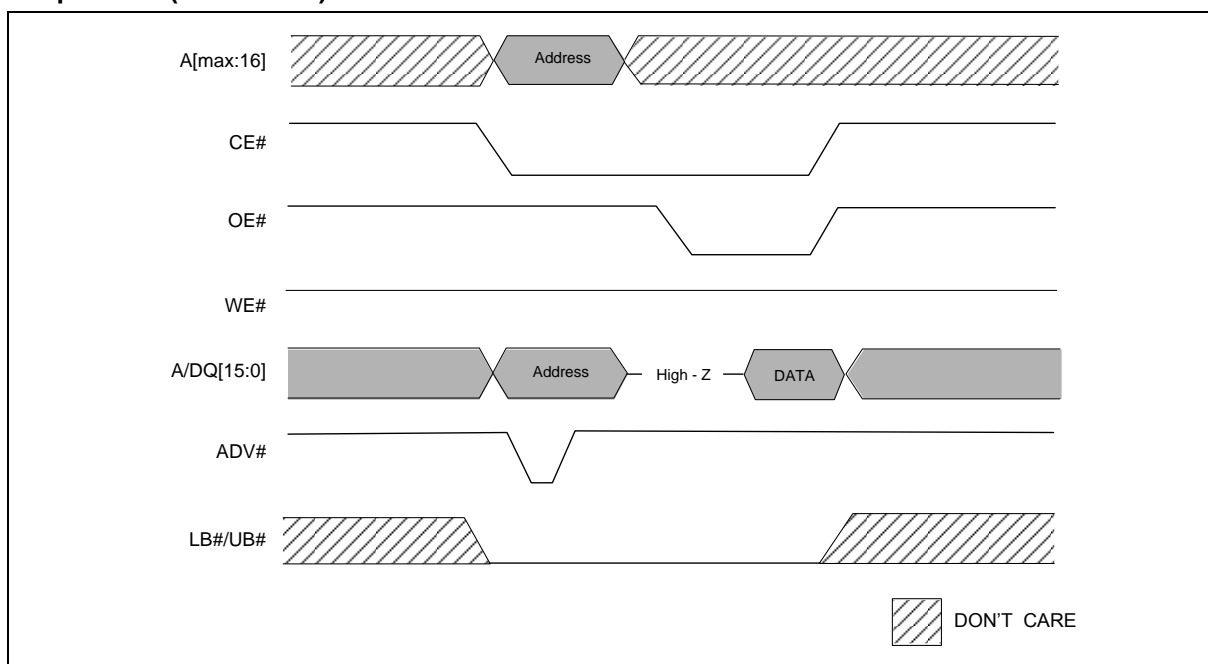 A[max:16]
Address
CE#
OE#
WE#
A/DQ[15:0]
Address
High - Z
DATA
ADV#
LB#/UB#
DON'T CARE